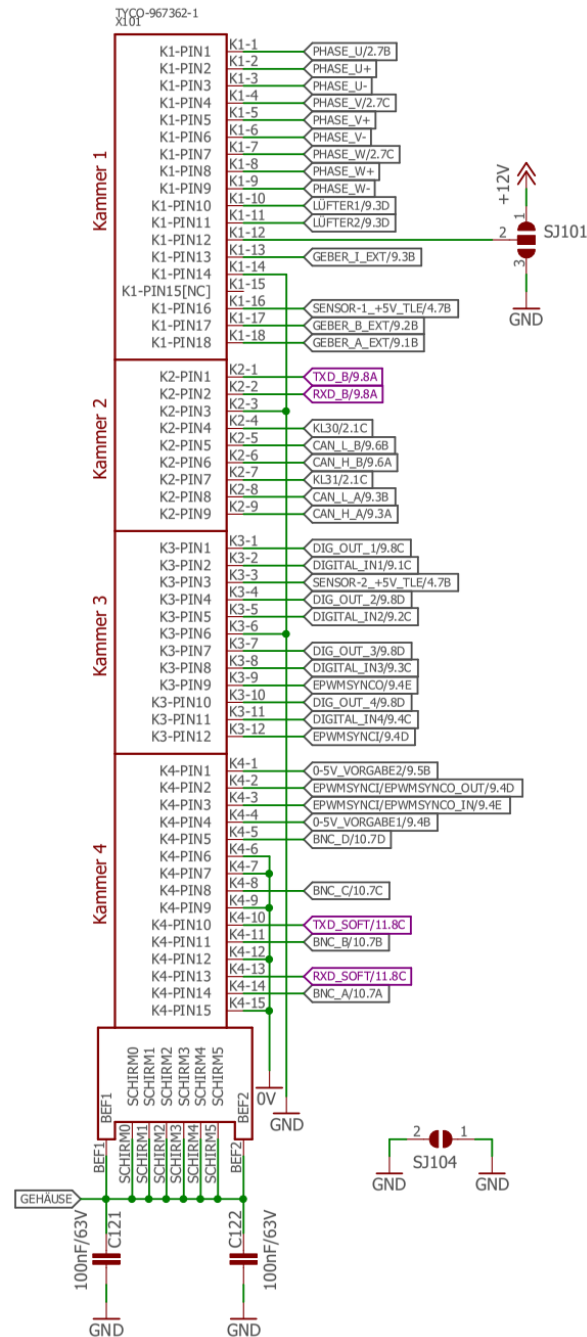 TYCO-967362-1
X101
Kammer 1
K1-PIN1 K1-1 PHASE_U/2.7B
K1-PIN2 K1-2 PHASE_U+
K1-PIN3 K1-3 PHASE_U-
K1-PIN4 K1-4 PHASE_V/2.7C
K1-PIN5 K1-5 PHASE_V+
K1-PIN6 K1-6 PHASE_V-
K1-PIN7 K1-7 PHASE_W/2.7C
K1-PIN8 K1-8 PHASE_W+
K1-PIN9 K1-9 PHASE_W-
K1-PIN10 K1-10 LÜFTER1/9.3D
K1-PIN11 K1-11 LÜFTER2/9.3D
K1-PIN12 K1-12
K1-PIN13 K1-13 GEBER_I_EXT/9.3B
K1-PIN14 K1-14
K1-PIN15[NC] K1-15
K1-PIN16 K1-16 SENSOR-1_+5V_TLE/4.7B
K1-PIN17 K1-17 GEBER_B_EXT/9.2B
K1-PIN18 K1-18 GEBER_A_EXT/9.1B
+12V
1
2 SJ101
3
GND
Kammer 2
K2-PIN1 K2-1 TXD_B/9.8A
K2-PIN2 K2-2 RXD_B/9.8A
K2-PIN3 K2-3
K2-PIN4 K2-4 KL30/2.1C
K2-PIN5 K2-5 CAN_L_B/9.6B
K2-PIN6 K2-6 CAN_H_B/9.6A
K2-PIN7 K2-7 KL31/2.1C
K2-PIN8 K2-8 CAN_L_A/9.3B
K2-PIN9 K2-9 CAN_H_A/9.3A
Kammer 3
K3-PIN1 K3-1 DIG_OUT_1/9.8C
K3-PIN2 K3-2 DIGITAL_IN1/9.1C
K3-PIN3 K3-3 SENSOR-2_+5V_TLE/4.7B
K3-PIN4 K3-4 DIG_OUT_2/9.8D
K3-PIN5 K3-5 DIGITAL_IN2/9.2C
K3-PIN6 K3-6
K3-PIN7 K3-7 DIG_OUT_3/9.8D
K3-PIN8 K3-8 DIGITAL_IN3/9.3C
K3-PIN9 K3-9 EPWMSYNCO/9.4E
K3-PIN10 K3-10 DIG_OUT_4/9.8D
K3-PIN11 K3-11 DIGITAL_IN4/9.4C
K3-PIN12 K3-12 EPWMSYNCI/9.4D
Kammer 4
K4-PIN1 K4-1 0-5V_VORGABE2/9.5B
K4-PIN2 K4-2 EPWMSYNCI/EPWMSYNCO_OUT/9.4D
K4-PIN3 K4-3 EPWMSYNCI/EPWMSYNCO_IN/9.4E
K4-PIN4 K4-4 0-5V_VORGABE1/9.4B
K4-PIN5 K4-5 BNC_D/10.7D
K4-PIN6 K4-6
K4-PIN7 K4-7
K4-PIN8 K4-8 BNC_C/10.7C
K4-PIN9 K4-9
K4-PIN10 K4-10 TXD_SOFT/11.8C
K4-PIN11 K4-11 BNC_B/10.7B
K4-PIN12 K4-12
K4-PIN13 K4-13 RXD_SOFT/11.8C
K4-PIN14 K4-14 BNC_A/10.7A
K4-PIN15 K4-15
BEF1 SCHIRM0 SCHIRM1 SCHIRM2 SCHIRM3 SCHIRM4 SCHIRM5 BEF2
0V
GND
BEF1 SCHIRM0 SCHIRM1 SCHIRM2 SCHIRM3 SCHIRM4 SCHIRM5 BEF2
2 1
SJ104
GND GND
GEHÄUSE
100nF/63V C121
100nF/63V C122
GND GND